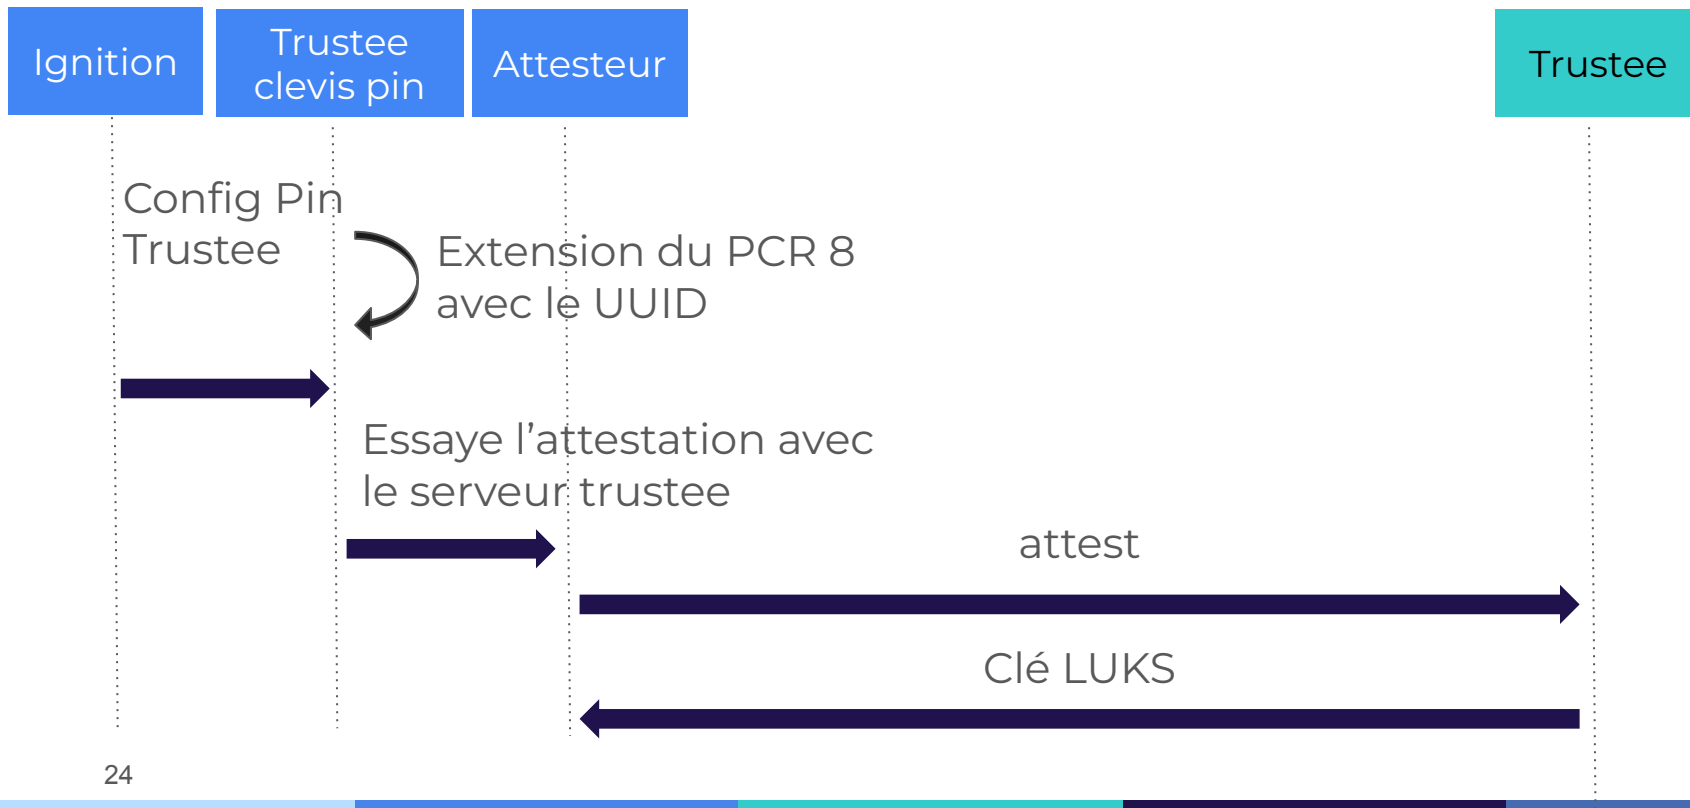 Ignition
Trustee
clevis pin
Attesteur
Trustee
Config Pin
Trustee
Extension du PCR 8
avec le UUID
Essaye l’attestation avec
le serveur trustee
attest
Clé LUKS
24